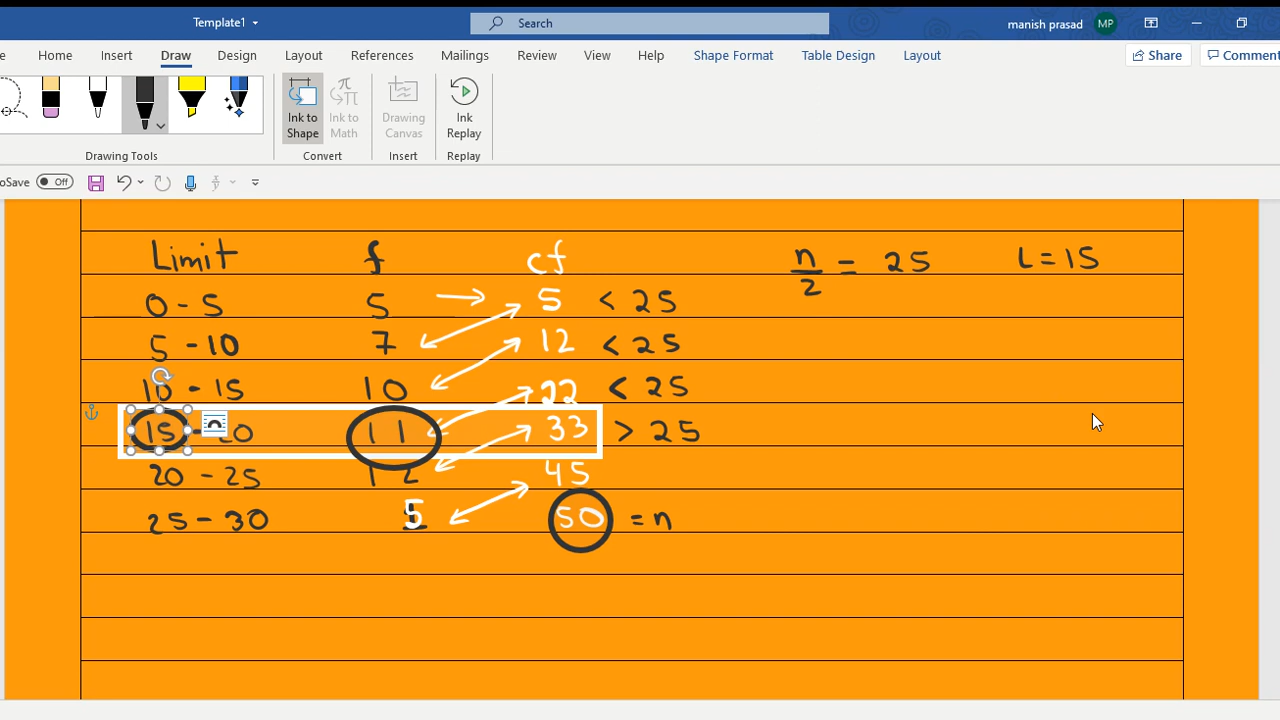 Template1
Search
manish prasad MP
Home Insert Draw Design Layout References Mailings Review View Help Shape Format Table Design Layout Share Comment
Ink to Shape
Ink to Math
Drawing Canvas
Ink Replay
Drawing Tools Convert Insert Replay
oSave Off
Limit f cf n/2 = 25 L = 15
0 - 5 5 5 < 25
5 - 10 7 12 < 25
10 - 15 10 22 < 25
15 - 20 11 33 > 25
20 - 25 12 45
25 - 30 5 50 = n